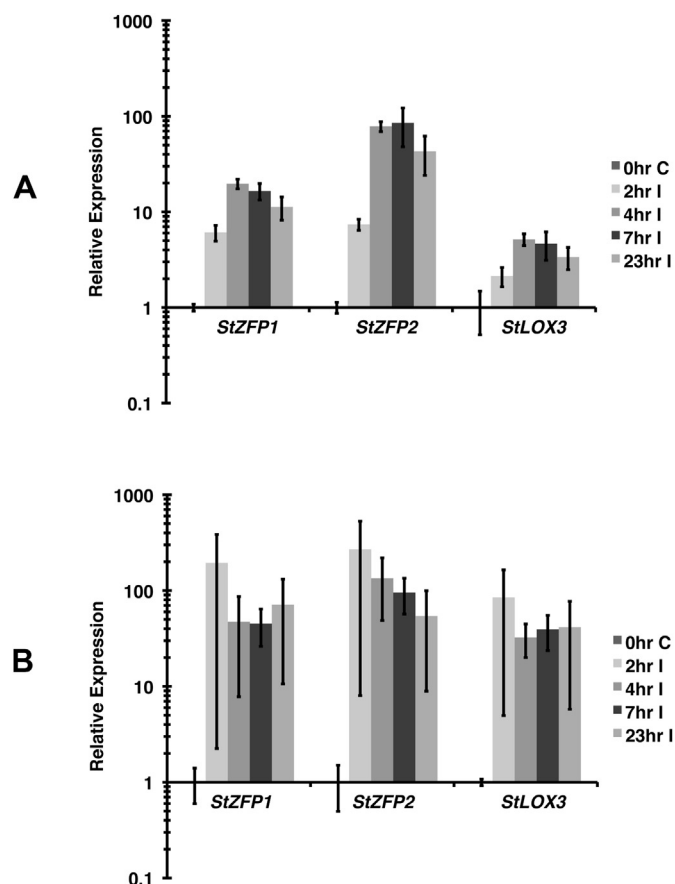 A
Relative Expression
1000
100
10
1
0.1
StZFP1 StZFP2 StLOX3
0hr C
2hr I
4hr I
7hr I
23hr I
B
Relative Expression
1000
100
10
1
0.1
StZFP1 StZFP2 StLOX3
0hr C
2hr I
4hr I
7hr I
23hr I